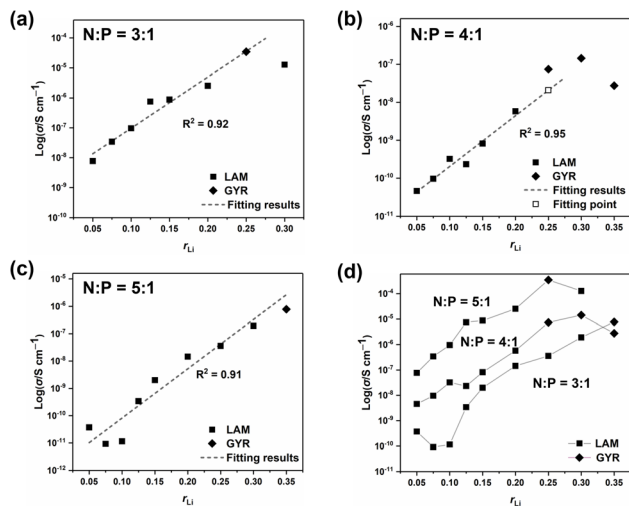 (a)
N:P = 3:1
Log(σ/S cm⁻¹)
10⁻⁴
10⁻⁵
10⁻⁶
10⁻⁷
10⁻⁸
10⁻⁹
10⁻¹⁰
R² = 0.92
LAM
GYR
Fitting results
0.05 0.10 0.15 0.20 0.25 0.30
r_Li
(b)
N:P = 4:1
Log(σ/S cm⁻¹)
10⁻⁶
10⁻⁷
10⁻⁸
10⁻⁹
10⁻¹⁰
10⁻¹¹
R² = 0.95
LAM
GYR
Fitting results
Fitting point
0.05 0.10 0.15 0.20 0.25 0.30 0.35
r_Li
(c)
N:P = 5:1
Log(σ/S cm⁻¹)
10⁻⁵
10⁻⁶
10⁻⁷
10⁻⁸
10⁻⁹
10⁻¹⁰
10⁻¹¹
10⁻¹²
R² = 0.91
LAM
GYR
Fitting results
0.05 0.10 0.15 0.20 0.25 0.30 0.35
r_Li
(d)
Log(σ/S cm⁻¹)
10⁻⁴
10⁻⁵
10⁻⁶
10⁻⁷
10⁻⁸
10⁻⁹
10⁻¹⁰
10⁻¹¹
N:P = 5:1
N:P = 4:1
N:P = 3:1
LAM
GYR
0.05 0.10 0.15 0.20 0.25 0.30 0.35
r_Li